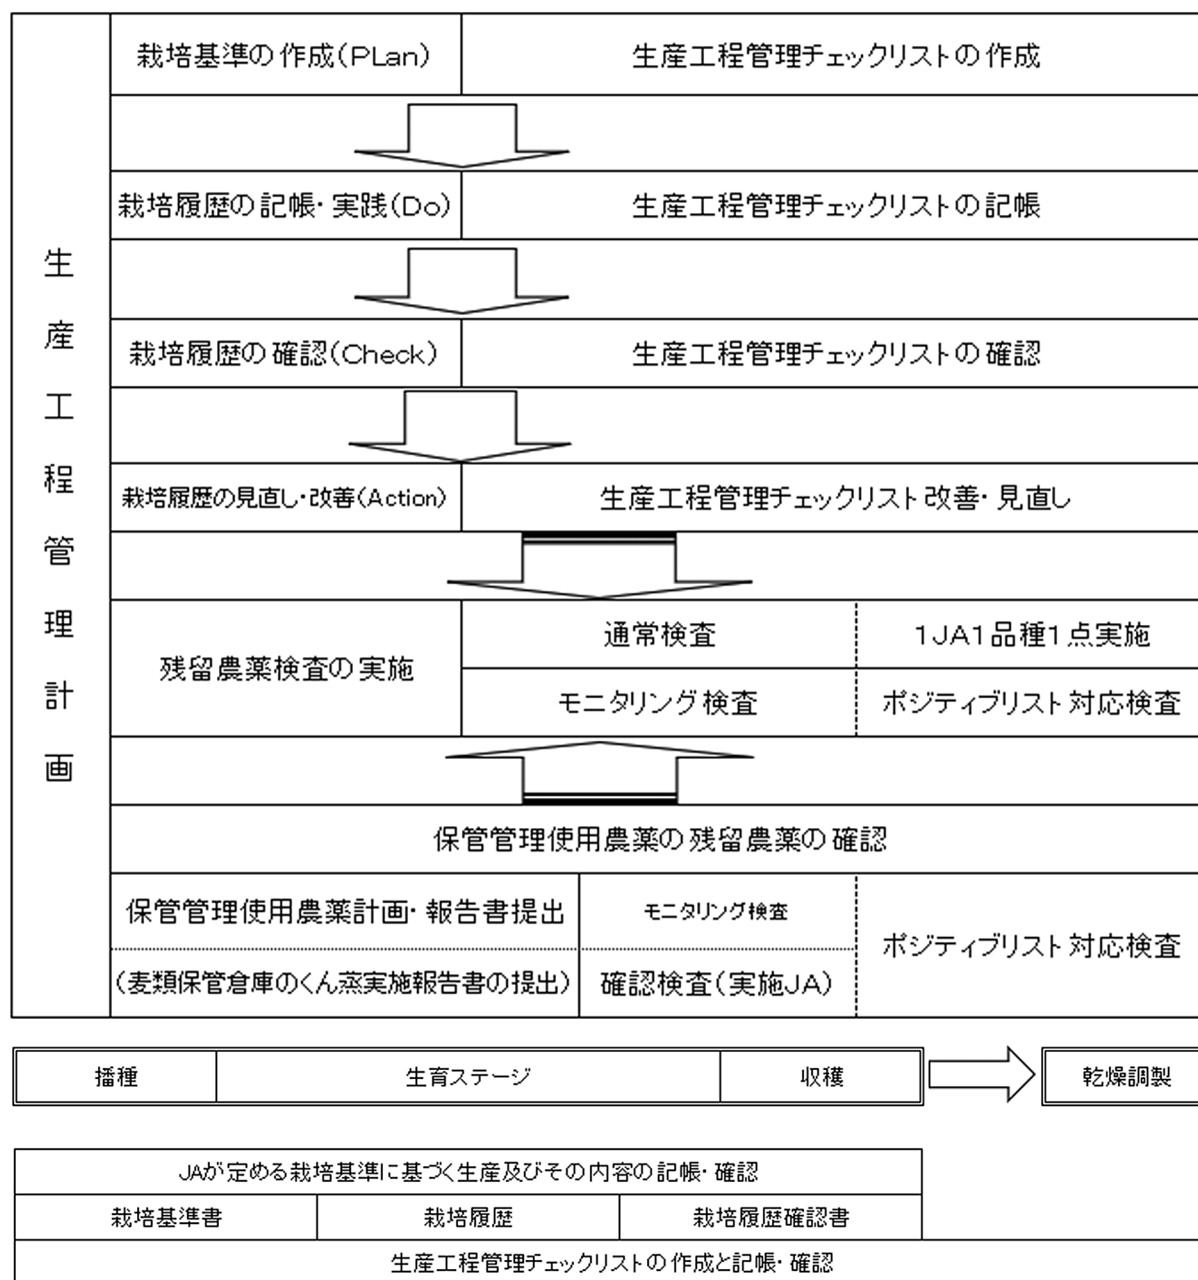 生産工程管理計画
栽培基準の作成(PLan)
生産工程管理チェックリストの作成
栽培履歴の記帳・実践(Do)
生産工程管理チェックリストの記帳
栽培履歴の確認(Check)
生産工程管理チェックリストの確認
栽培履歴の見直し・改善(Action)
生産工程管理チェックリスト改善・見直し
残留農薬検査の実施
通常検査
1JA1品種1点実施
モニタリング検査
ポジティブリスト対応検査
保管管理使用農薬の残留農薬の確認
保管管理使用農薬計画・報告書提出
モニタリング検査
ポジティブリスト対応検査
(麦類保管倉庫のくん蒸実施報告書の提出)
確認検査(実施JA)
播種
生育ステージ
収穫
乾燥調製
JAが定める栽培基準に基づく生産及びその内容の記帳・確認
栽培基準書
栽培履歴
栽培履歴確認書
生産工程管理チェックリストの作成と記帳・確認